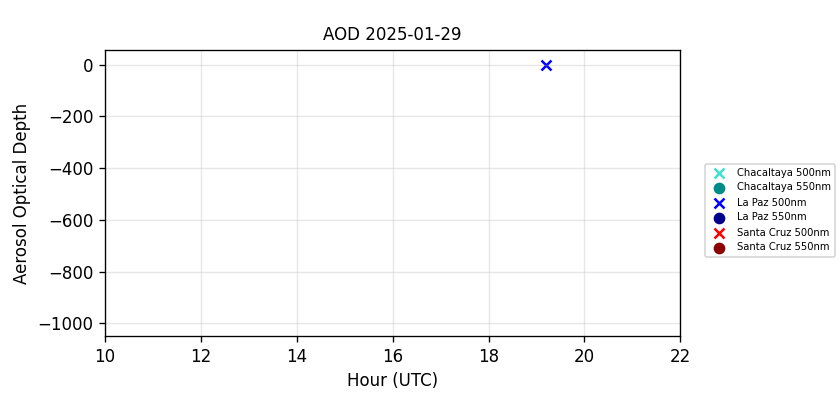 AOD 2025-01-29
Aerosol Optical Depth
0
−200
−400
−600
−800
−1000
10 12 14 16 18 20 22
Hour (UTC)
Chacaltaya 500nm
Chacaltaya 550nm
La Paz 500nm
La Paz 550nm
Santa Cruz 500nm
Santa Cruz 550nm